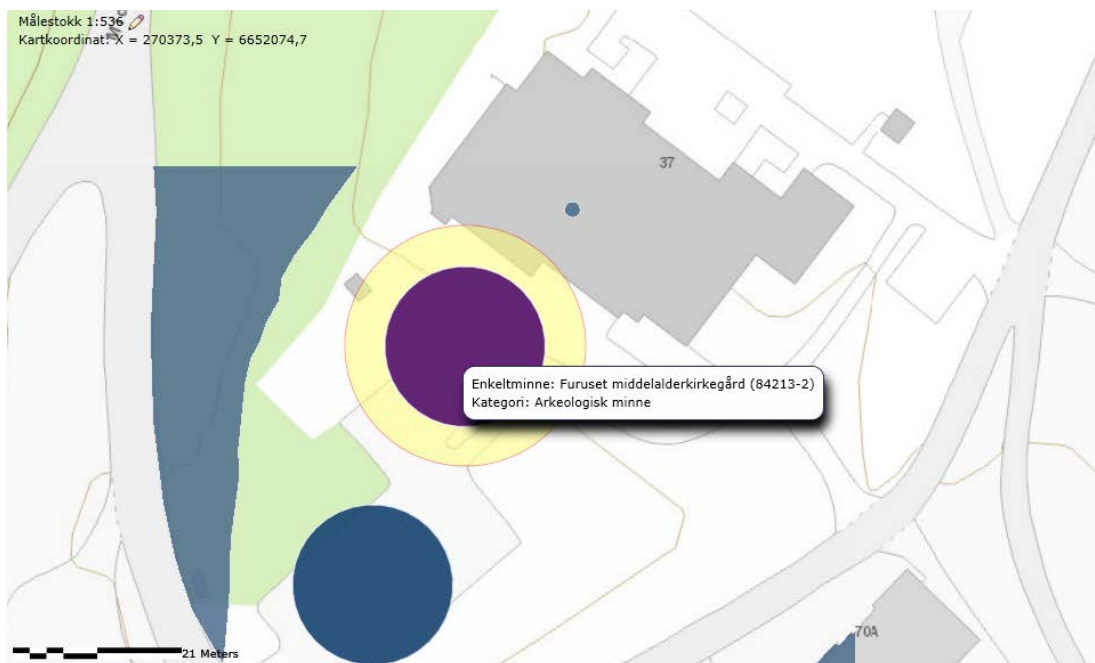 Målestokk 1:536
Kartkoordinat: X = 270373,5 Y = 6652074,7
37
Enkeltminne: Furuset middelalderkirkegård (84213-2)
Kategori: Arkeologisk minne
70A
21 Meters